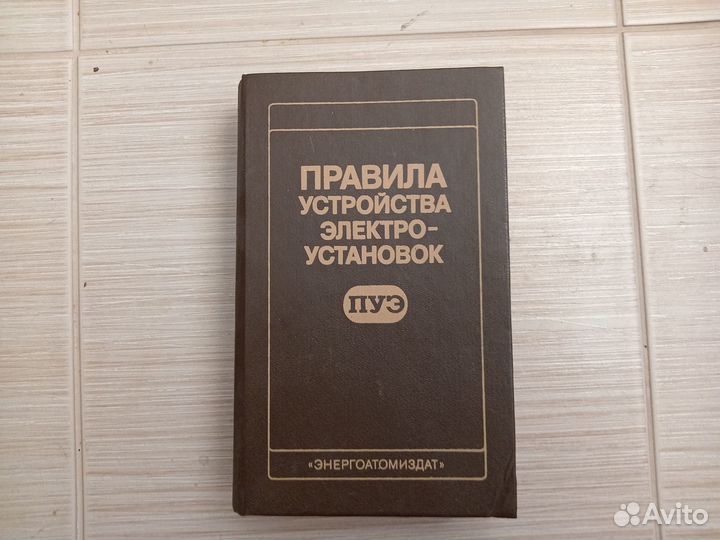 ПРАВИЛА
УСТРОЙСТВА
ЭЛЕКТРО-
УСТАНОВОК
ПУЭ
«ЭНЕРГОАТОМИЗДАТ»
Avito